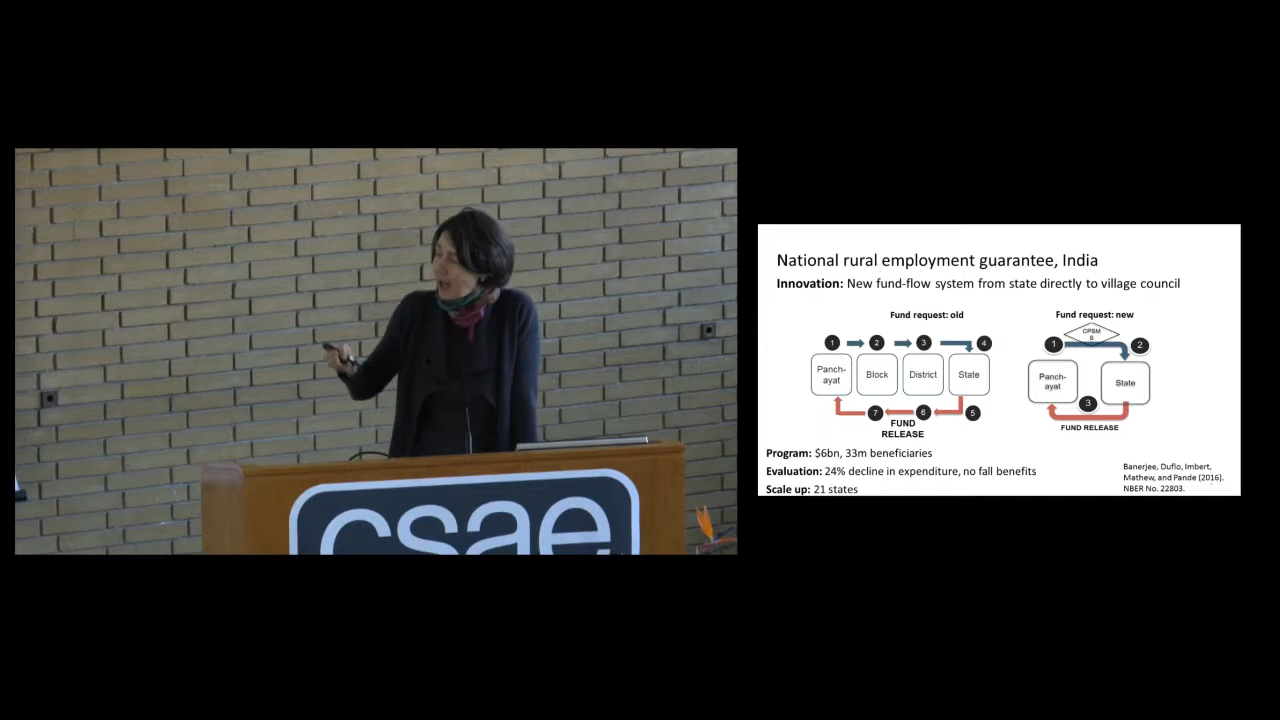 csae
National rural employment guarantee, India
Innovation: New fund-flow system from state directly to village council
Fund request: old
Fund request: new
CPSM
S
1
2
3
4
1
2
Panch-
ayat
Block
District
State
Panch-
ayat
State
3
7
6
5
FUND
RELEASE
FUND RELEASE
Program: $6bn, 33m beneficiaries
Evaluation: 24% decline in expenditure, no fall benefits
Scale up: 21 states
Banerjee, Duflo, Imbert,
Mathew, and Pande (2016).
NBER No. 22803.